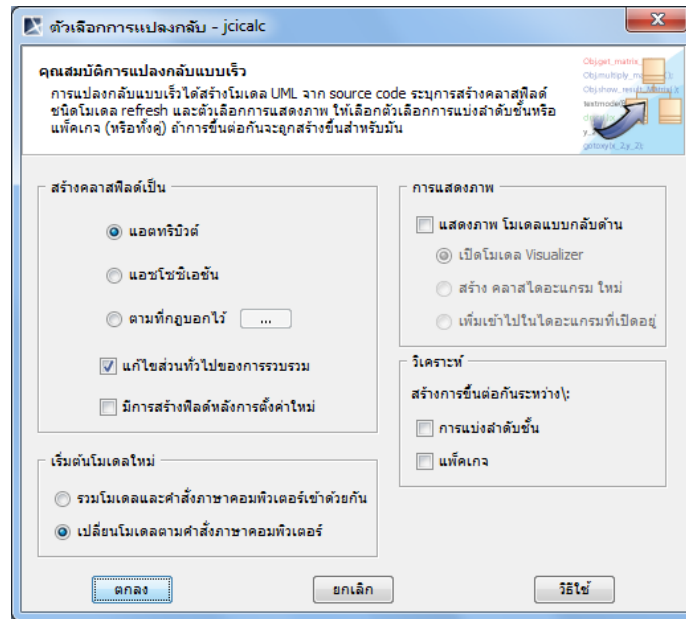 ตัวเลือกการแปลงกลับ - jcicalc
คุณสมบัติการแปลงกลับแบบเร็ว
การแปลงกลับแบบเร็วได้สร้างโมเดล UML จาก source code ระบุการสร้างคลาสฟิลด์
ชนิดโมเดล refresh และตัวเลือกการแสดงภาพ ให้เลือกตัวเลือกการแบ่งลำดับชั้นหรือ
แพ็คเกจ (หรือทั้งคู่) ถ้าการขึ้นต่อกันจะถูกสร้างขึ้นสำหรับมัน
สร้างคลาสฟิลด์เป็น
แอตทริบิวต์
แอชโซซิเอชัน
ตามที่กฎบอกไว้ ...
แก้ไขส่วนทั่วไปของการรวบรวม
มีการสร้างฟิลด์หลังการตั้งค่าใหม่
เริ่มต้นโมเดลใหม่
รวมโมเดลและคำสั่งภาษาคอมพิวเตอร์เข้าด้วยกัน
เปลี่ยนโมเดลตามคำสั่งภาษาคอมพิวเตอร์
การแสดงภาพ
แสดงภาพ โมเดลแบบกลับด้าน
เปิดโมเดล Visualizer
สร้าง คลาสไดอะแกรม ใหม่
เพิ่มเข้าไปในไดอะแกรมที่เปิดอยู่
วิเคราะห์
สร้างการขึ้นต่อกันระหว่าง\:
การแบ่งลำดับชั้น
แพ็คเกจ
ตกลง ยกเลิก วิธีใช้